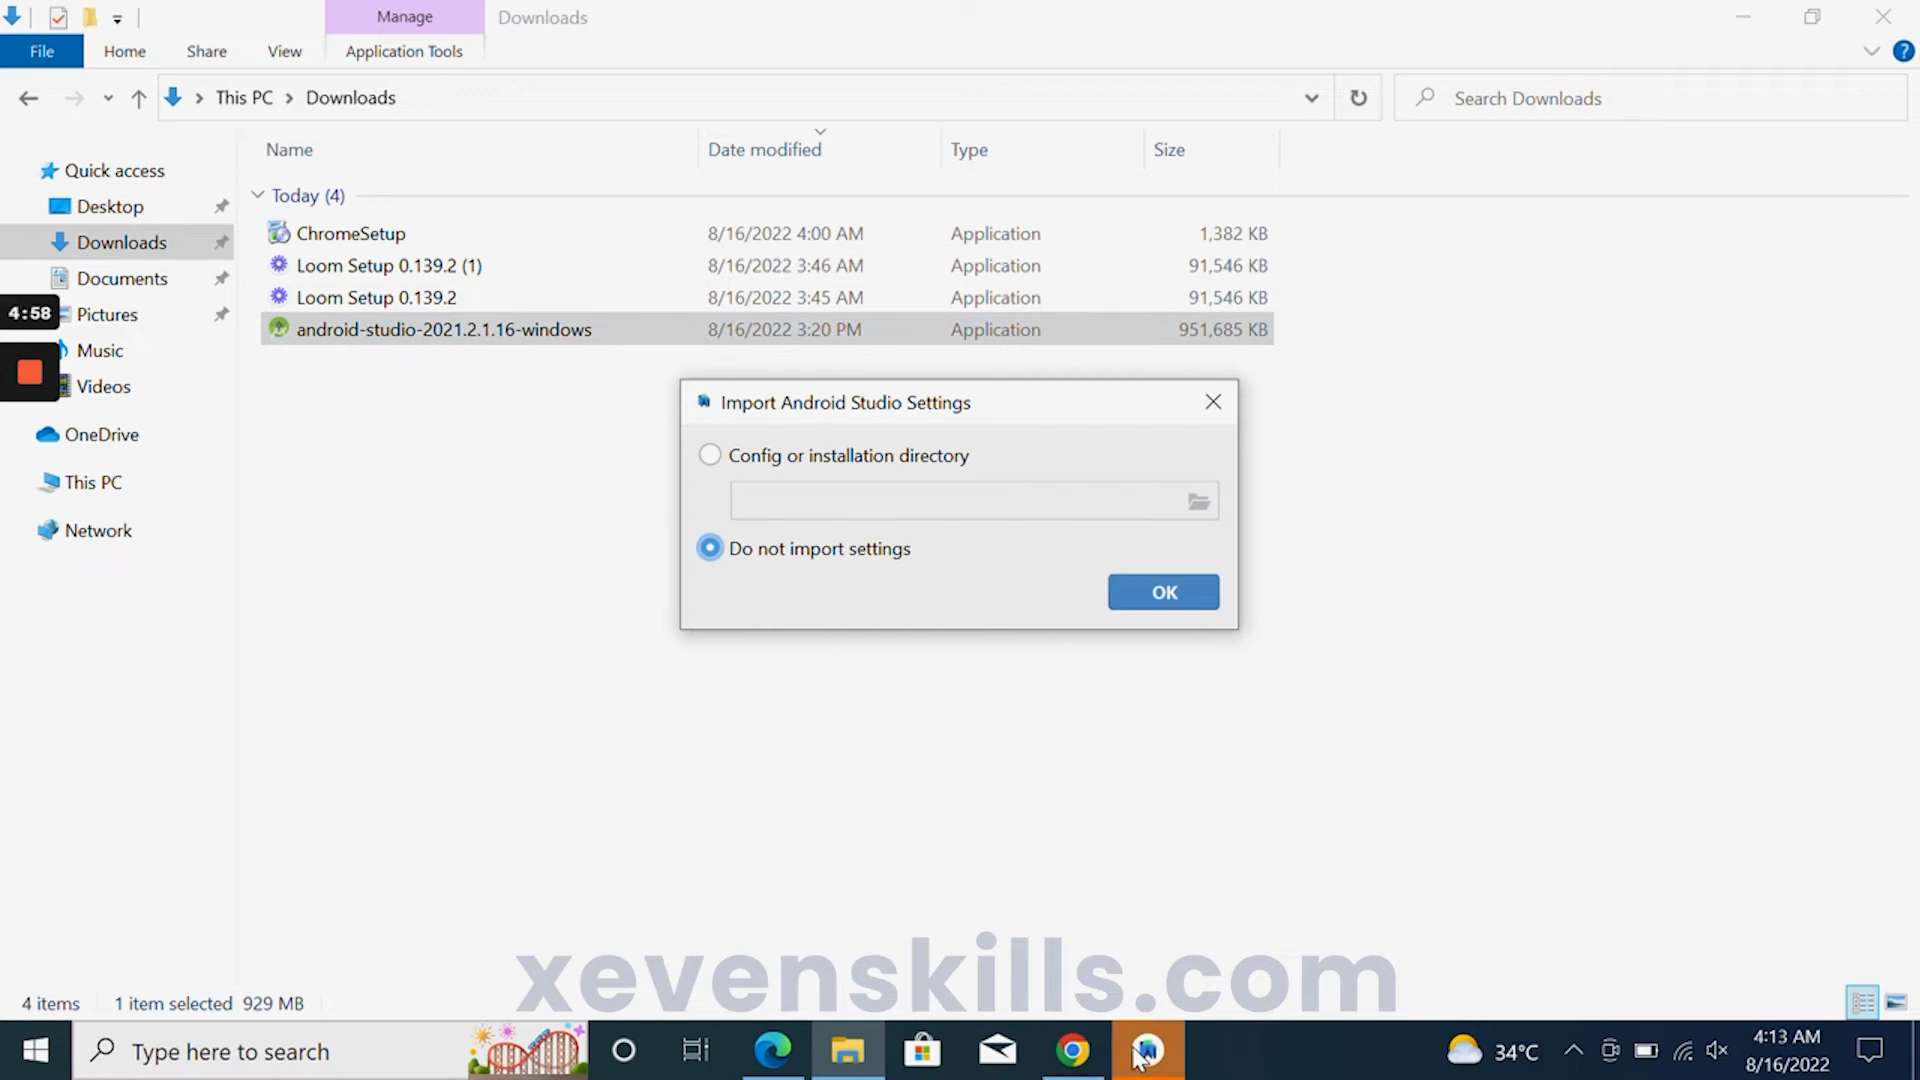 Manage
Downloads
File
Home
Share
View
Application Tools
This PC
Downloads
Search Downloads
Name
Date modified
Type
Size
Quick access
Desktop
Downloads
Documents
Pictures
Music
Videos
OneDrive
This PC
Network
4:58
Today (4)
ChromeSetup 8/16/2022 4:00 AM Application 1,382 KB
Loom Setup 0.139.2 (1) 8/16/2022 3:46 AM Application 91,546 KB
Loom Setup 0.139.2 8/16/2022 3:45 AM Application 91,546 KB
android-studio-2021.2.1.16-windows 8/16/2022 3:20 PM Application 951,685 KB
Import Android Studio Settings
Config or installation directory
Do not import settings
OK
xevenskills.com
4 items 1 item selected 929 MB
Type here to search
34°C
4:13 AM
8/16/2022